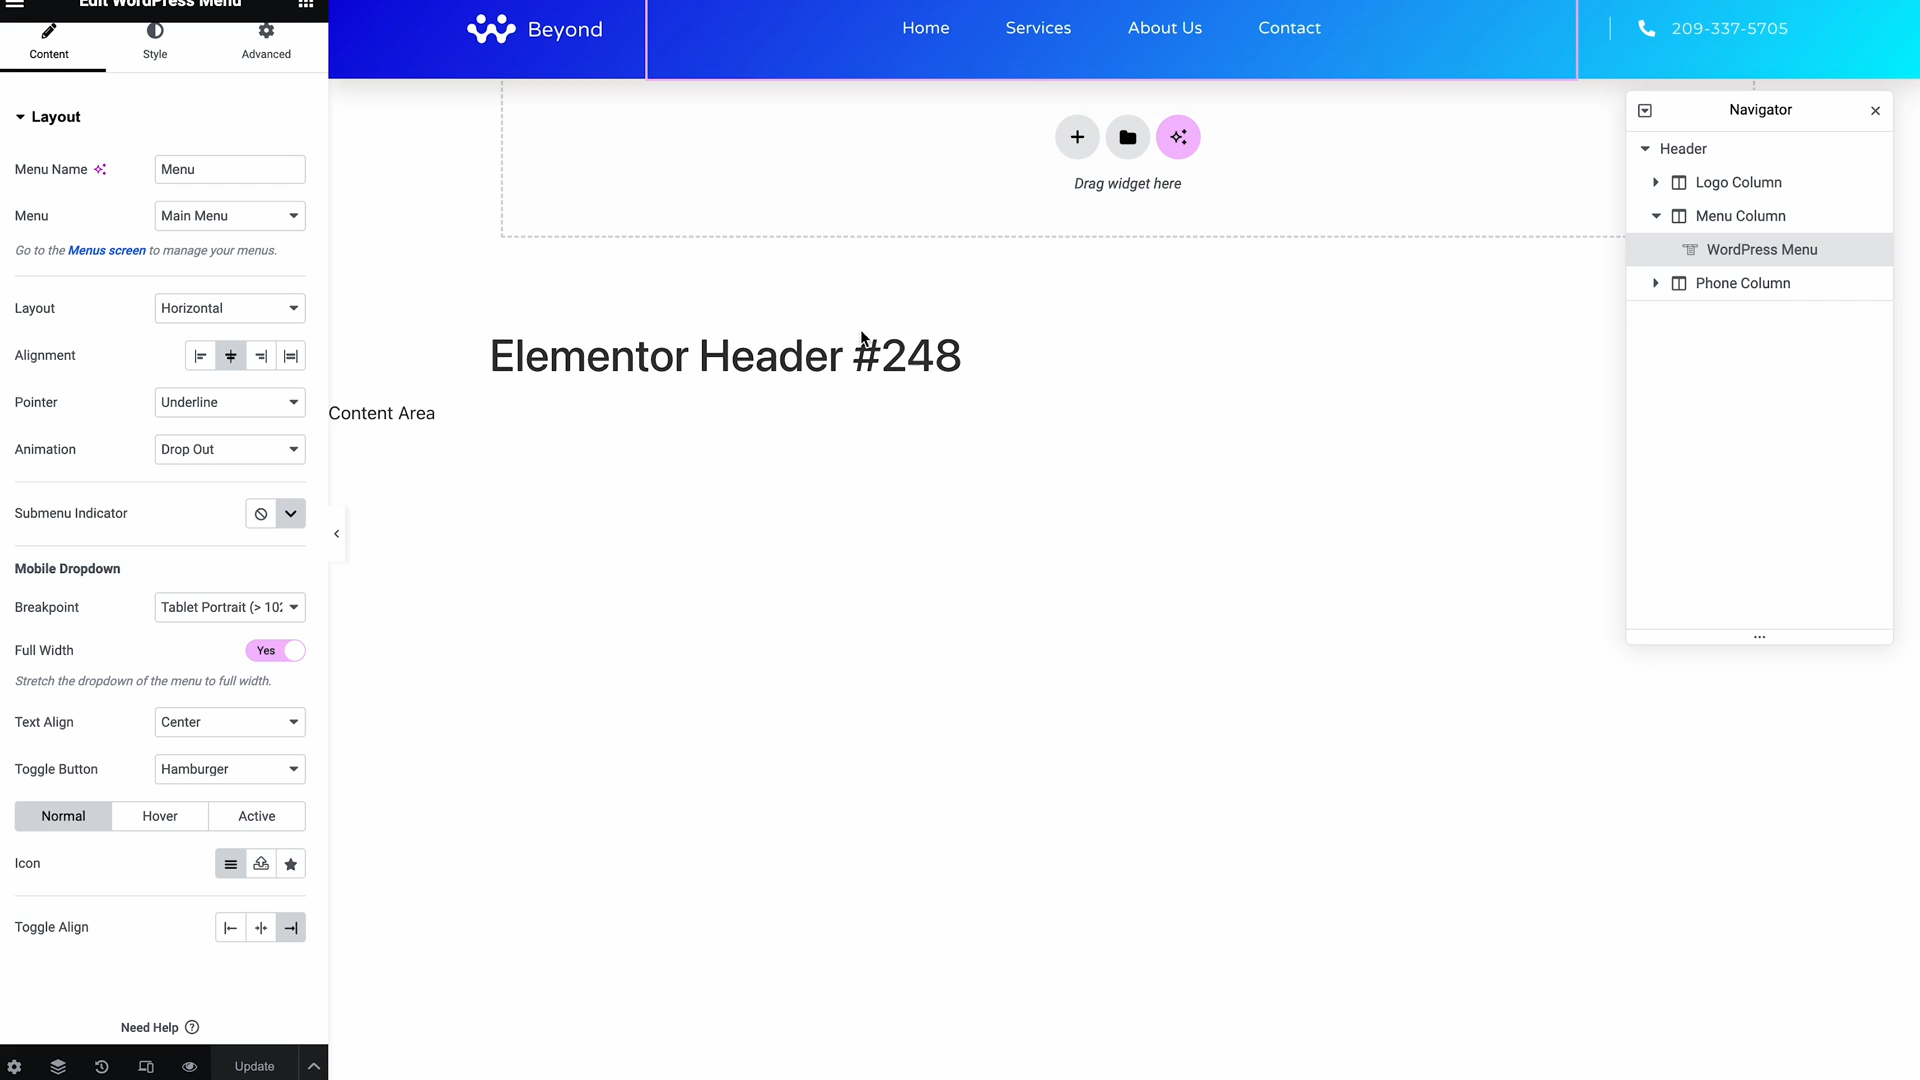 Edit WordPress Menu
Content
Style
Advanced
Layout
Menu Name
Menu
Menu
Main Menu
Go to the Menus screen to manage your menus.
Layout
Horizontal
Alignment
Pointer
Underline
Animation
Drop Out
Submenu Indicator
Mobile Dropdown
Breakpoint
Tablet Portrait (> 102
Full Width
Yes
Stretch the dropdown of the menu to full width.
Text Align
Center
Toggle Button
Hamburger
Normal
Hover
Active
Icon
Toggle Align
Need Help
Update
Beyond
Home
Services
About Us
Contact
209-337-5705
Drag widget here
Elementor Header #248
Content Area
Navigator
Header
Logo Column
Menu Column
WordPress Menu
Phone Column